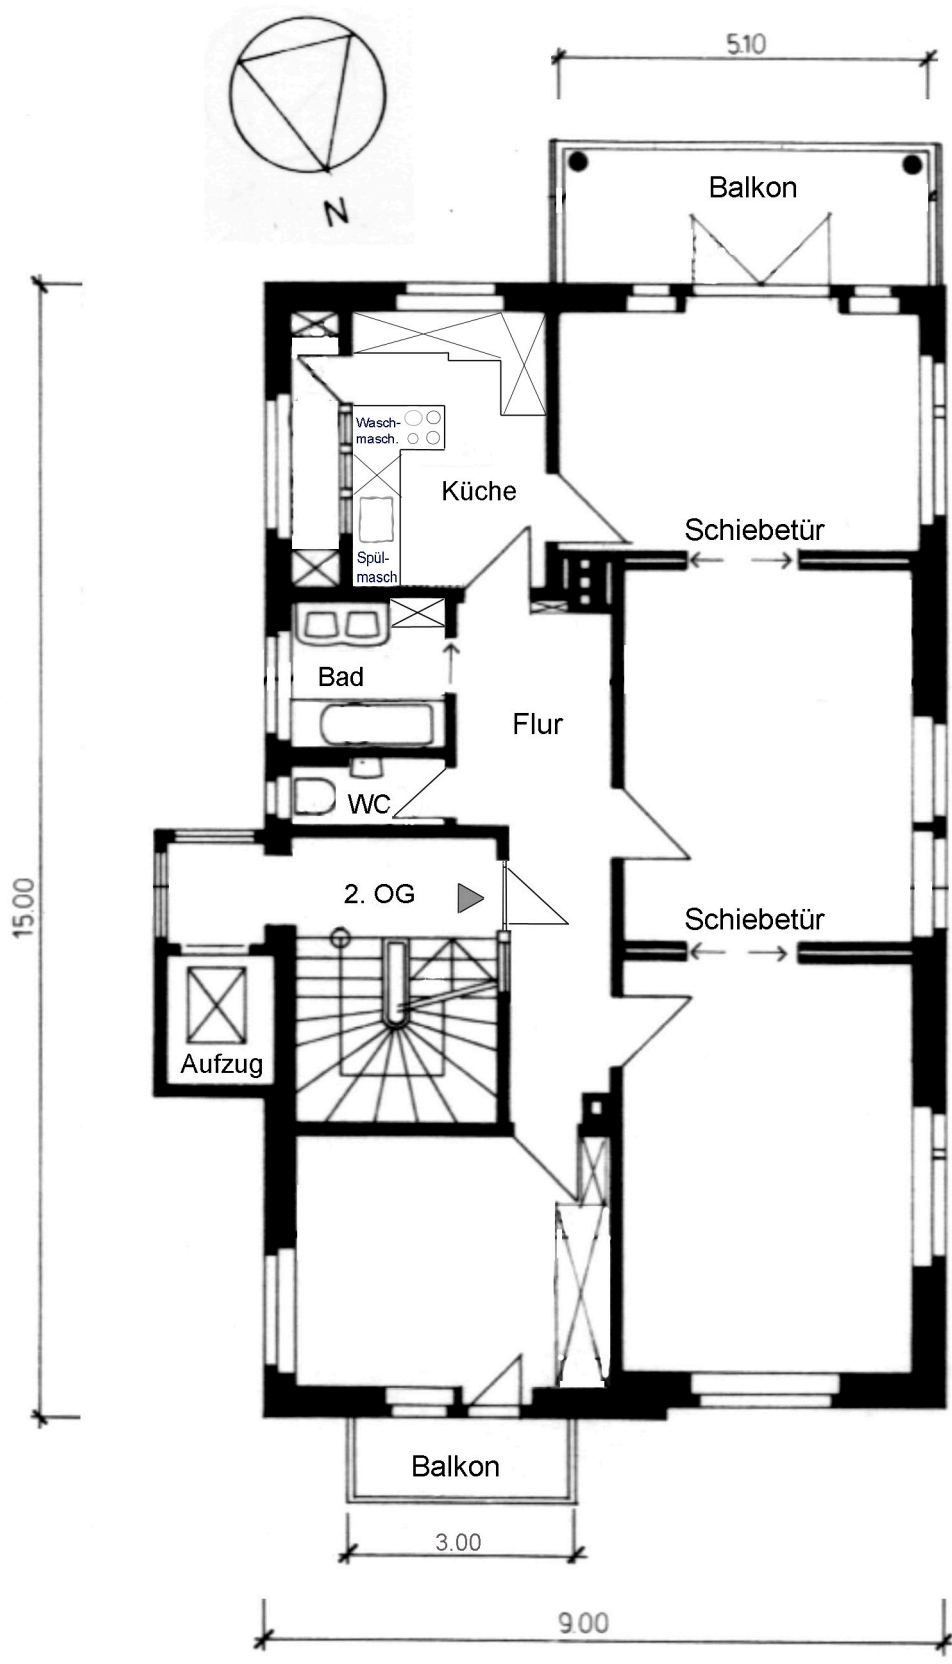 5.10
N
Balkon
Wasch-
masch.
Küche
Spül-
masch
Schiebetür
Bad
Flur
WC
15.00
2. OG
Schiebetür
Aufzug
Balkon
3.00
9.00